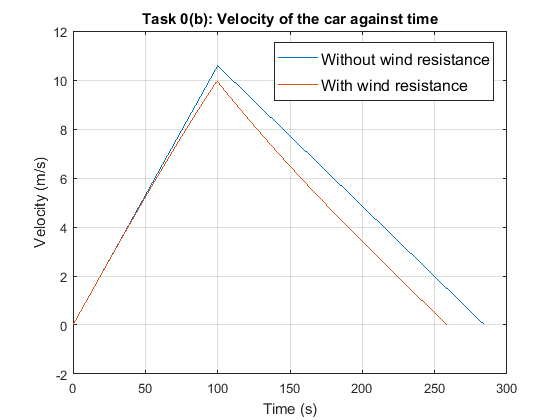 Task 0(b): Velocity of the car against time
Without wind resistance
With wind resistance
Velocity (m/s)
12
10
8
6
4
2
0
-2
0 50 100 150 200 250 300
Time (s)